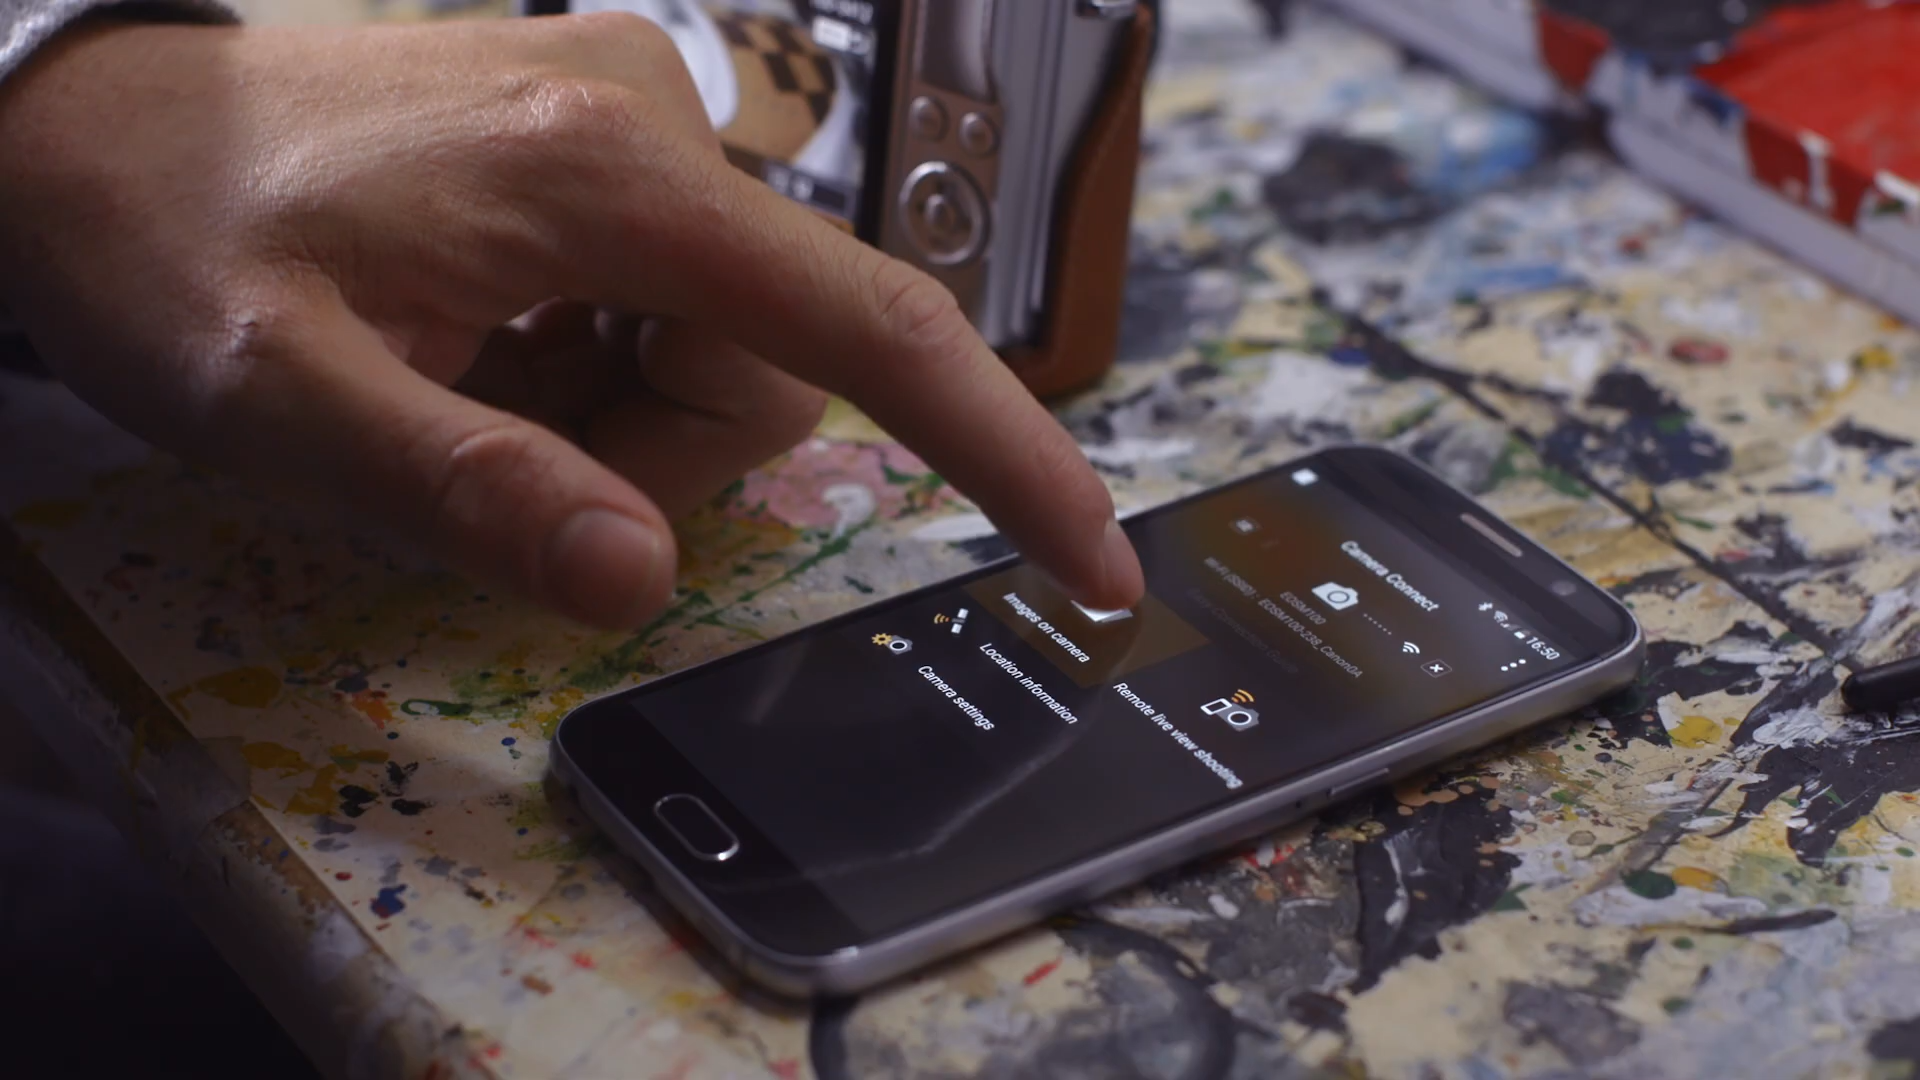 16:50
Camera Connect
EOSM100
Wi-Fi (SSID) : EOSM100-238_Canon0A
Images on camera
Remote live view shooting
Location information
Camera settings